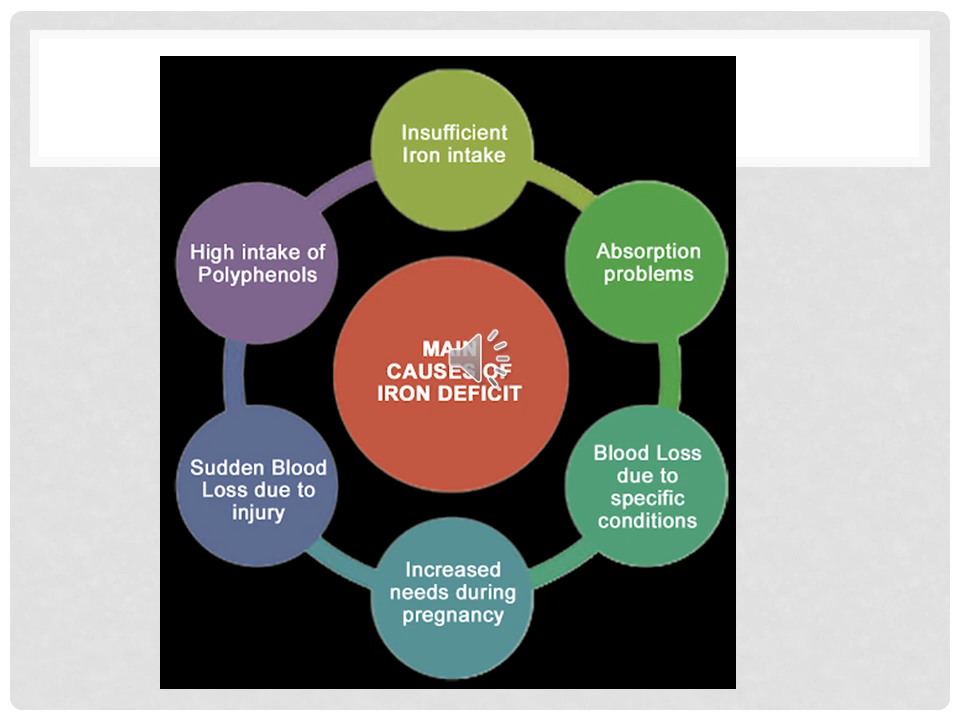 Insufficient
Iron intake
Absorption
problems
Blood Loss
due to
specific
conditions
Increased
needs during
pregnancy
Sudden Blood
Loss due to
injury
High intake of
Polyphenols
MAIN
CAUSES OF
IRON DEFICIT